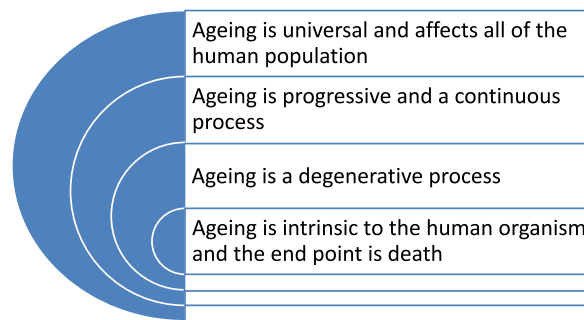 Ageing is universal and affects all of the
human population
Ageing is progressive and a continuous
process
Ageing is a degenerative process
Ageing is intrinsic to the human organism
and the end point is death